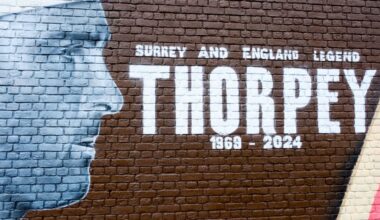 SURREY AND ENGLAND LEGEND
THORPEY
1969 - 2024